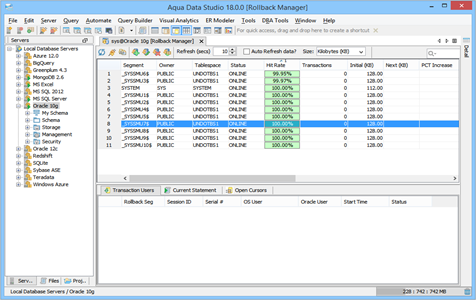 Aqua Data Studio 18.0.0 [Rollback Manager]
File Edit Server Query Automate Query Builder Visual Analytics ER Modeler DBA Tools Window Help
For quick access, drag and drop here to create a shortcut
Servers
Local Database Servers
Azure 12.0
BigQuery
Greenplum 4.3
MongoDB 2.6
MS Excel
MS SQL 2012
MS SQL Server
Oracle 10g
My Schema
Schema
Storage
Management
Security
Oracle 12c
Redshift
SQLite
Sybase ASE
Teradata
Windows Azure
Serv... Files Proj...
sys@Oracle 10g [Rollback Manager]
Refresh (secs) 10 Auto Refresh data? Size: Kilobytes (KB)
Segment Owner Tablespace Status Hit Rate Transactions Initial (KB) Next (KB) PCT Increase
1 _SYSSMU6$ PUBLIC UNDOTBS1 ONLINE 99.95% 0 128.00
2 _SYSSMU3$ PUBLIC UNDOTBS1 ONLINE 99.97% 0 128.00
3 SYSTEM SYS SYSTEM ONLINE 100.00% 0 112.00
4 _SYSSMU1$ PUBLIC UNDOTBS1 ONLINE 100.00% 0 128.00
5 _SYSSMU2$ PUBLIC UNDOTBS1 ONLINE 100.00% 0 128.00
6 _SYSSMU4$ PUBLIC UNDOTBS1 ONLINE 100.00% 0 128.00
7 _SYSSMU5$ PUBLIC UNDOTBS1 ONLINE 100.00% 0 128.00
8 _SYSSMU7$ PUBLIC UNDOTBS1 ONLINE 100.00% 0 128.00
9 _SYSSMU8$ PUBLIC UNDOTBS1 ONLINE 100.00% 0 128.00
10 _SYSSMU9$ PUBLIC UNDOTBS1 ONLINE 100.00% 0 128.00
11 _SYSSMU10$ PUBLIC UNDOTBS1 ONLINE 100.00% 0 128.00
Transaction Users Current Statement Open Cursors
Rollback Seg Session ID Serial # OS User Oracle User Start Time Status
Detail
Local Database Servers / Oracle 10g
228 : 742 : 742 MB